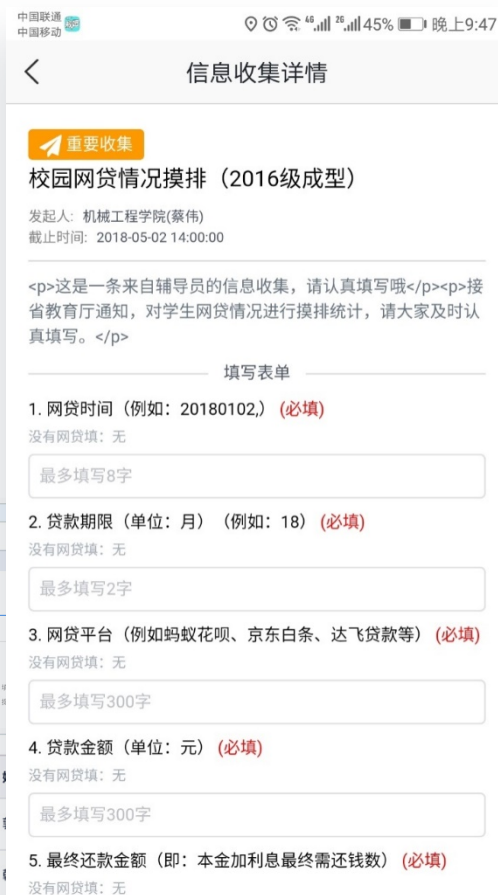 中国联通
中国移动
46 26 45% 晚上9:47
信息收集详情
重要收集
校园网贷情况摸排（2016级成型）
发起人: 机械工程学院(蔡伟)
截止时间: 2018-05-02 14:00:00
<p>这是一条来自辅导员的信息收集，请认真填写哦</p><p>接
省教育厅通知，对学生网贷情况进行摸排统计，请大家及时认
真填写。</p>
填写表单
1. 网贷时间（例如：20180102,） (必填)
没有网贷填：无
最多填写8字
2. 贷款期限（单位：月）（例如：18） (必填)
没有网贷填：无
最多填写2字
3. 网贷平台（例如蚂蚁花呗、京东白条、达飞贷款等） (必填)
没有网贷填：无
最多填写300字
4. 贷款金额（单位：元） (必填)
没有网贷填：无
最多填写300字
5. 最终还款金额（即：本金加利息最终需还钱数） (必填)
没有网贷填：无